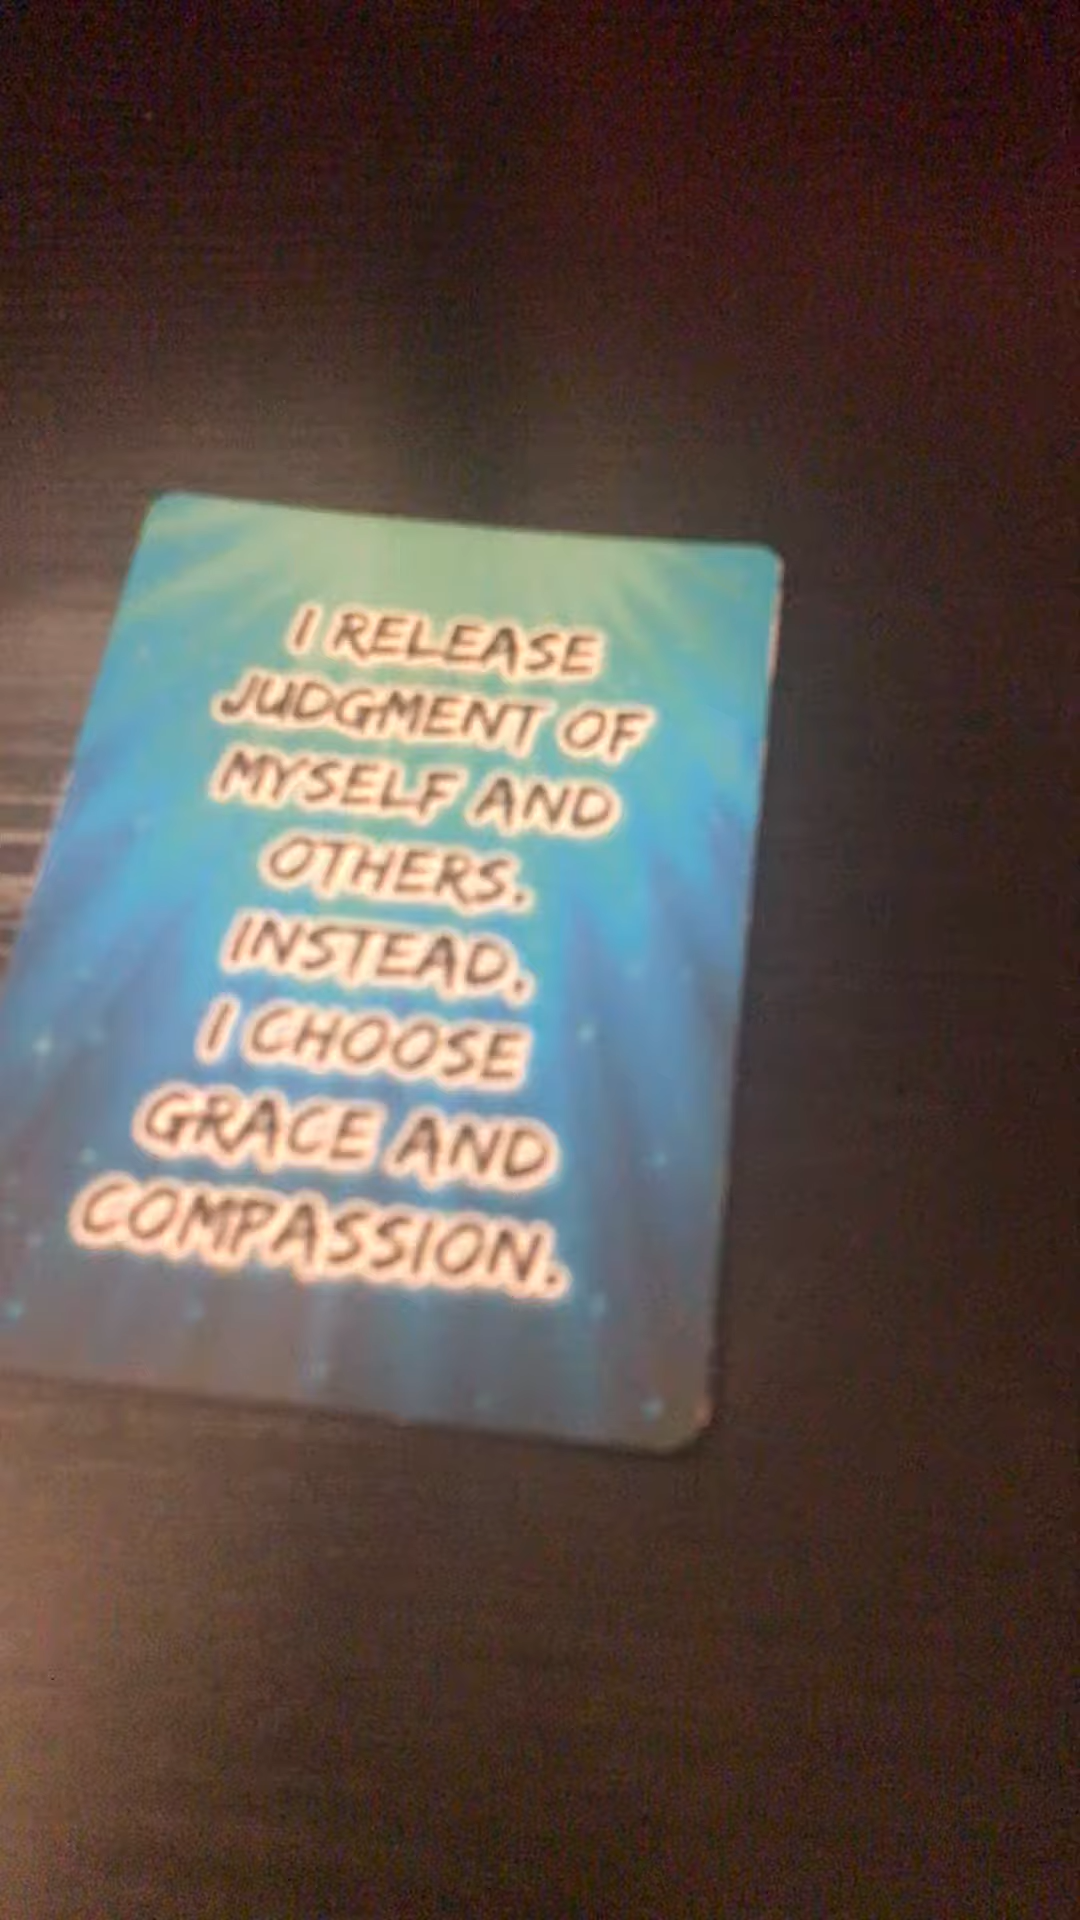 I RELEASE
JUDGMENT OF
MYSELF AND
OTHERS.
INSTEAD,
I CHOOSE
GRACE AND
COMPASSION.